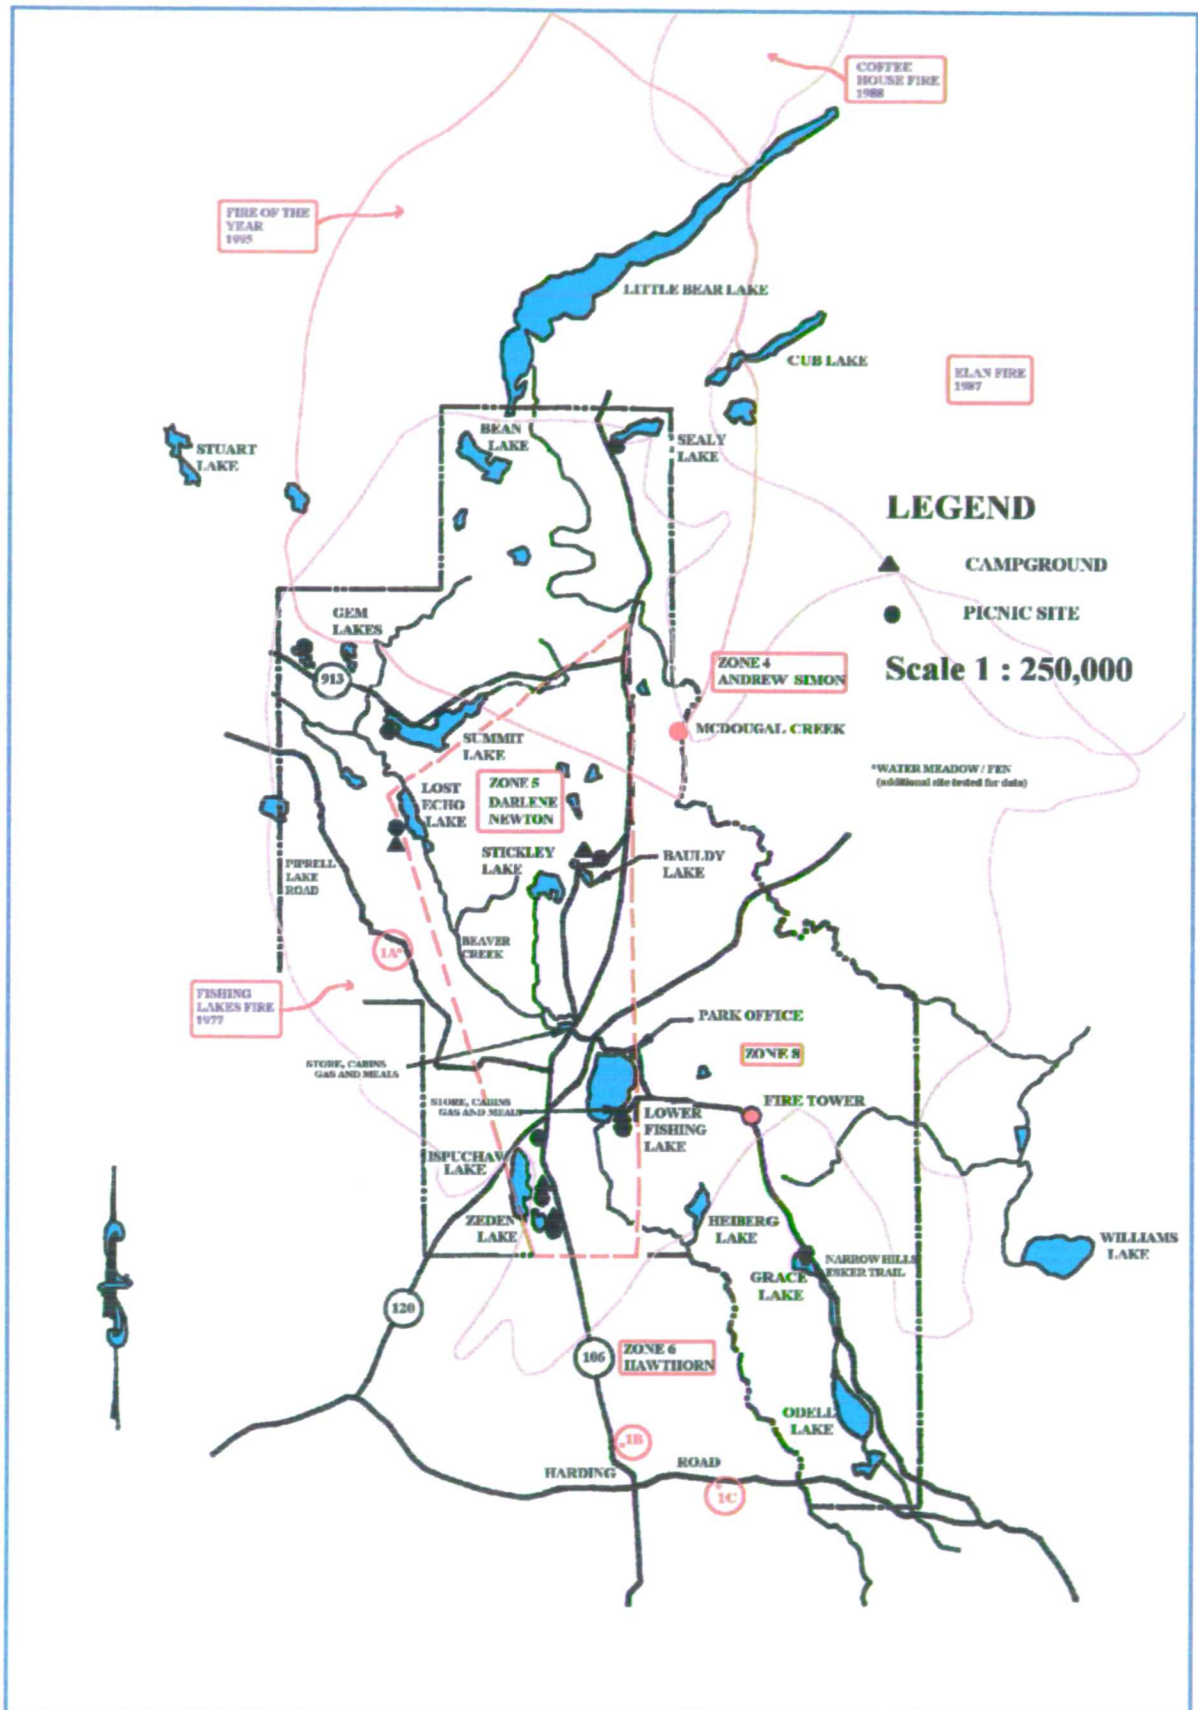 COFFEE
HOUSE FIRE
1988
FIRE OF THE
YEAR
1995
LITTLE BEAR LAKE
CUB LAKE
ELAN FIRE
1987
BEAN
LAKE
SEALY
LAKE
STUART
LAKE
LEGEND
CAMPGROUND
PICNIC SITE
Scale 1 : 250,000
GEM
LAKES
913
ZONE 4
ANDREW SIMON
MCDOUGAL CREEK
SUMMIT
LAKE
*WATER MEADOW / FEN
(additional site tested for data)
ZONE 5
DARLENE
NEWTON
LOST
ECHO
LAKE
STICKLEY
LAKE
BAULDY
LAKE
PIPRELL
LAKE
ROAD
BEAVER
CREEK
1A*
FISHING
LAKES FIRE
1977
PARK OFFICE
ZONE 8
STORE, CABINS
GAS AND MEALS
STORE, CABINS
GAS AND MEALS
FIRE TOWER
LOWER
FISHING
LAKE
ISPUCHAW
LAKE
ZEDEN
LAKE
HEIBERG
LAKE
NARROW HILLS
ESKER TRAIL
GRACE
LAKE
WILLIAMS
LAKE
120
106
ZONE 6
HAWTHORN
ODELL
LAKE
1B
HARDING ROAD
1C